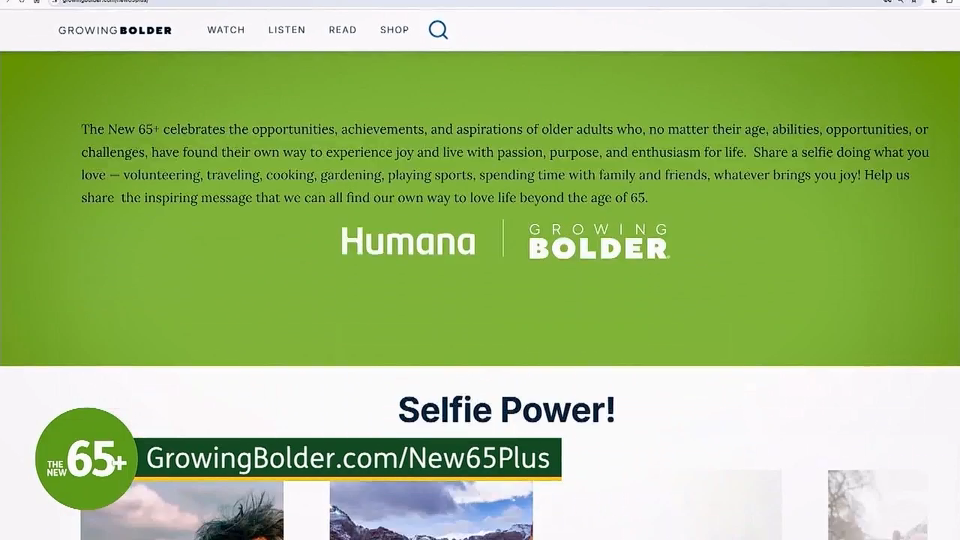 growingbolder.com/new65plus/
GROWINGBOLDER WATCH LISTEN READ SHOP
The New 65+ celebrates the opportunities, achievements, and aspirations of older adults who, no matter their age, abilities, opportunities, or
challenges, have found their own way to experience joy and live with passion, purpose, and enthusiasm for life. Share a selfie doing what you
love — volunteering, traveling, cooking, gardening, playing sports, spending time with family and friends, whatever brings you joy! Help us
share the inspiring message that we can all find our own way to love life beyond the age of 65.
Humana
GROWING
BOLDER
Selfie Power!
THE NEW 65+
GrowingBolder.com/New65Plus